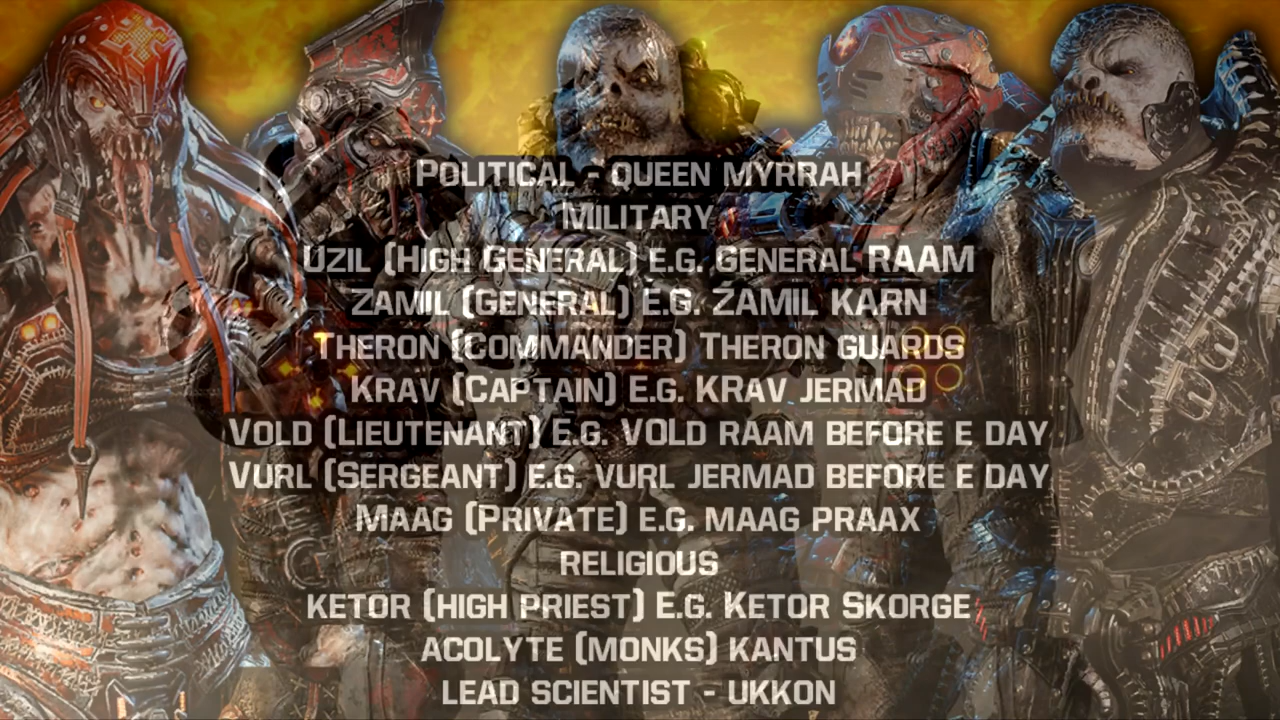 Political - Queen Myrrah
Military
Uzil (High General) E.G. General RAAM
Zamil (General) E.G. Zamil Karn
Theron (Commander) Theron guards
Krav (Captain) E.G. Krav Jermad
Vold (Lieutenant) E.G. Vold RAAM before E Day
Vurl (Sergeant) E.G. Vurl Jermad before E Day
Maag (Private) E.G. Maag Praax
Religious
Ketor (High Priest) E.G. Ketor Skorge
Acolyte (Monks) Kantus
Lead Scientist - Ukkon